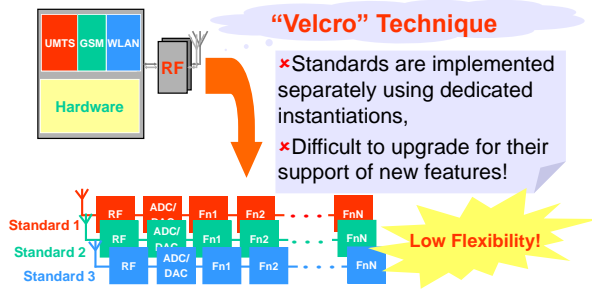 “Velcro” Technique
UMTS GSM WLAN
RF
Hardware
×Standards are implemented
separately using dedicated
instantiations,
×Difficult to upgrade for their
support of new features!
Standard 1
RF ADC/ DAC Fn1 Fn2 - - - - FnN
Standard 2
RF ADC/ DAC Fn1 Fn2 - - - - FnN
Standard 3
RF ADC/ DAC Fn1 Fn2 - - - - FnN
Low Flexibility!